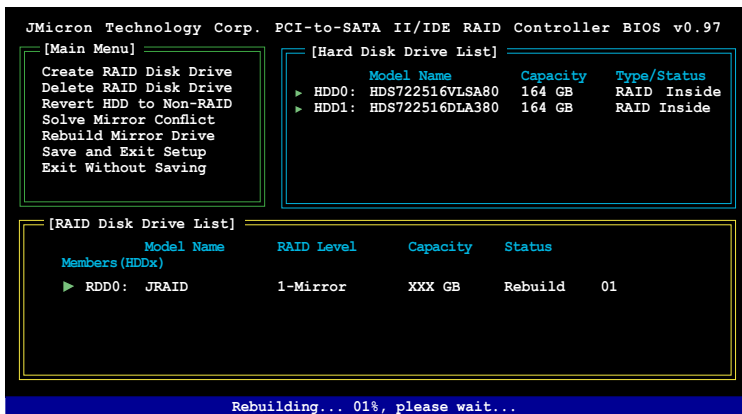 JMicron Technology Corp. PCI-to-SATA II/IDE RAID Controller BIOS v0.97
[Main Menu]
Create RAID Disk Drive
Delete RAID Disk Drive
Revert HDD to Non-RAID
Solve Mirror Conflict
Rebuild Mirror Drive
Save and Exit Setup
Exit Without Saving
[Hard Disk Drive List]
Model Name Capacity Type/Status
HDD0: HDS722516VLSA80 164 GB RAID Inside
HDD1: HDS722516DLA380 164 GB RAID Inside
[RAID Disk Drive List]
Model Name RAID Level Capacity Status
Members(HDDx)
RDD0: JRAID 1-Mirror XXX GB Rebuild 01
Rebuilding... 01%, please wait...